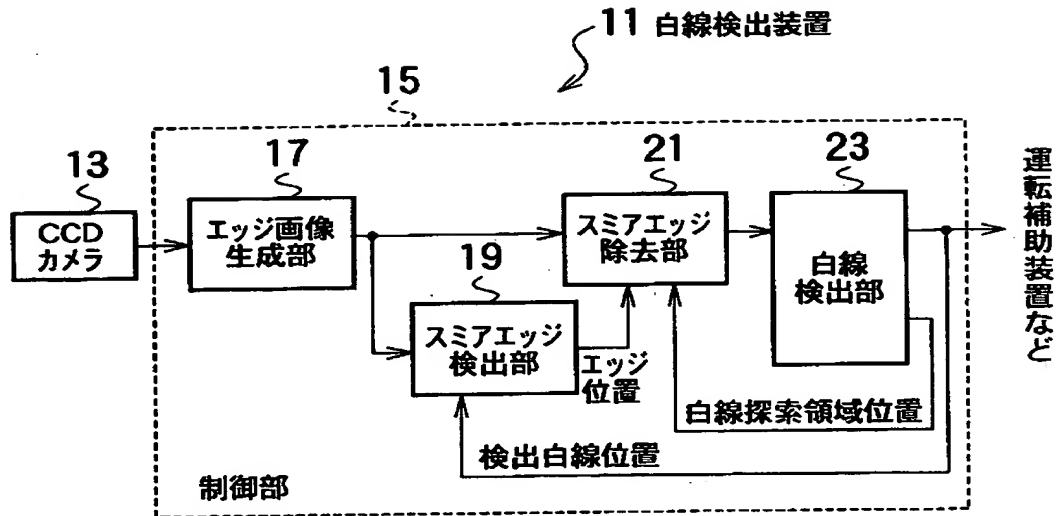 11 白線検出装置
15
13
CCD
カメラ
17
エッジ画像
生成部
19
スミアエッジ
検出部
エッジ
位置
21
スミアエッジ
除去部
23
白線
検出部
白線探索領域位置
検出白線位置
制御部
運転補助装置など